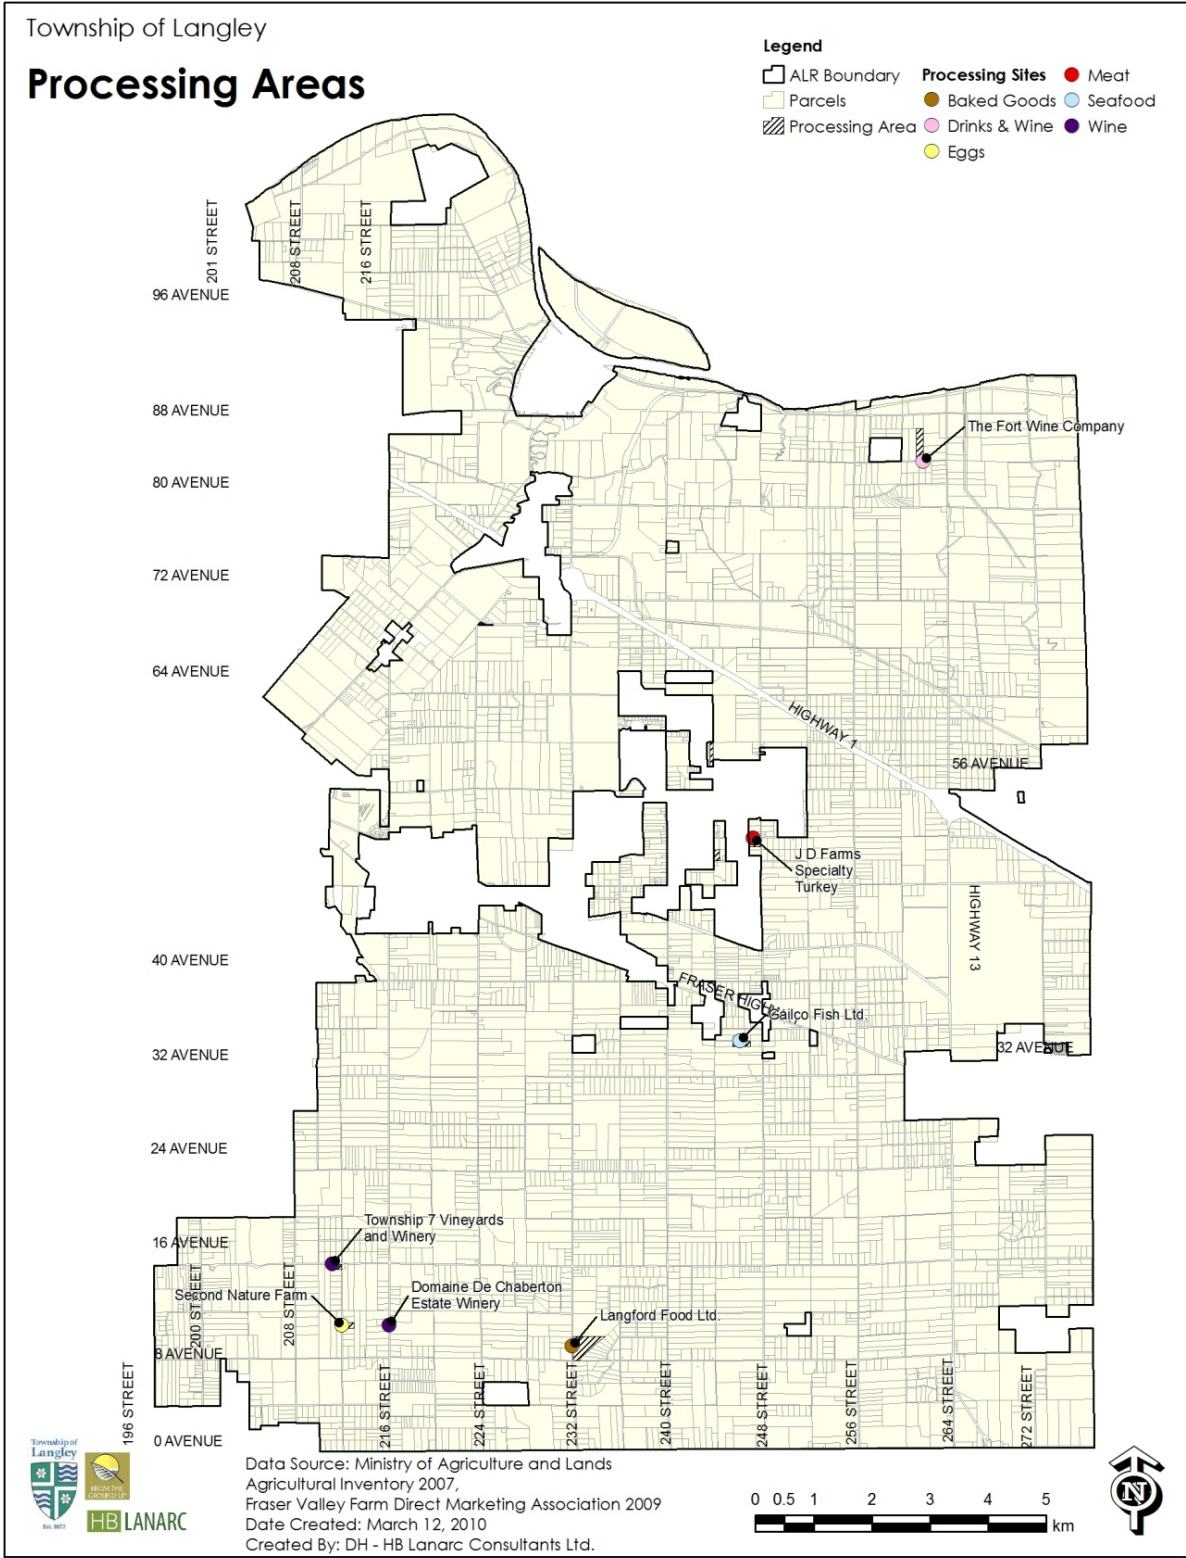 Township of Langley
Processing Areas
Legend
ALR Boundary
Parcels
Processing Area
Processing Sites
Baked Goods
Drinks & Wine
Eggs
Meat
Seafood
Wine
201 STREET
208 STREET
216 STREET
96 AVENUE
88 AVENUE
The Fort Wine Company
80 AVENUE
72 AVENUE
64 AVENUE
HIGHWAY 1
56 AVENUE
J D Farms
Specialty
Turkey
HIGHWAY 13
40 AVENUE
FRASER HIGHWAY
Gailco Fish Ltd.
32 AVENUE
32 AVENUE
24 AVENUE
16 AVENUE
Township 7 Vineyards
and Winery
Second Nature Farm
200 STREET
208 STREET
Domaine De Chaberton
Estate Winery
Langford Food Ltd.
8 AVENUE
196 STREET
216 STREET
224 STREET
232 STREET
240 STREET
248 STREET
256 STREET
264 STREET
272 STREET
0 AVENUE
Township of
Langley
Est. 1873
FROM THE
GROUND UP
HB LANARC
Data Source: Ministry of Agriculture and Lands
Agricultural Inventory 2007,
Fraser Valley Farm Direct Marketing Association 2009
Date Created: March 12, 2010
Created By: DH - HB Lanarc Consultants Ltd.
0 0.5 1 2 3 4 5
km
N